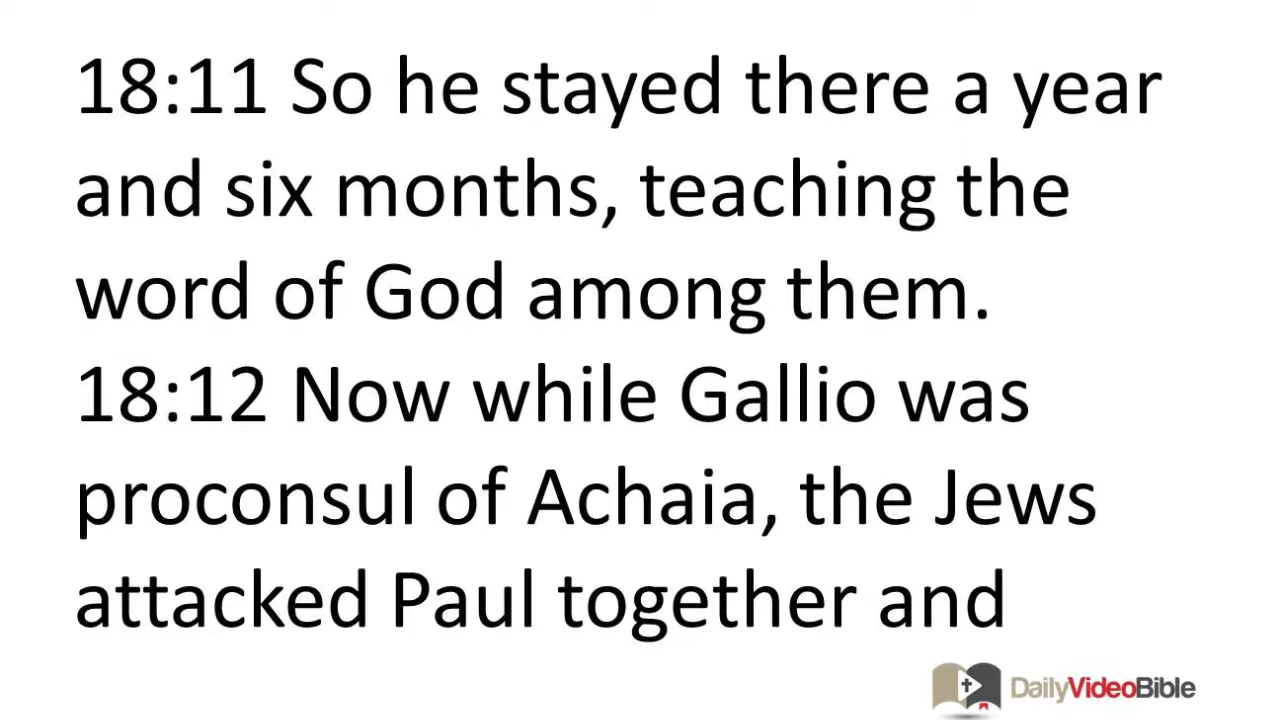 18:11 So he stayed there a year
and six months, teaching the
word of God among them.
18:12 Now while Gallio was
proconsul of Achaia, the Jews
attacked Paul together and
DailyVideoBible